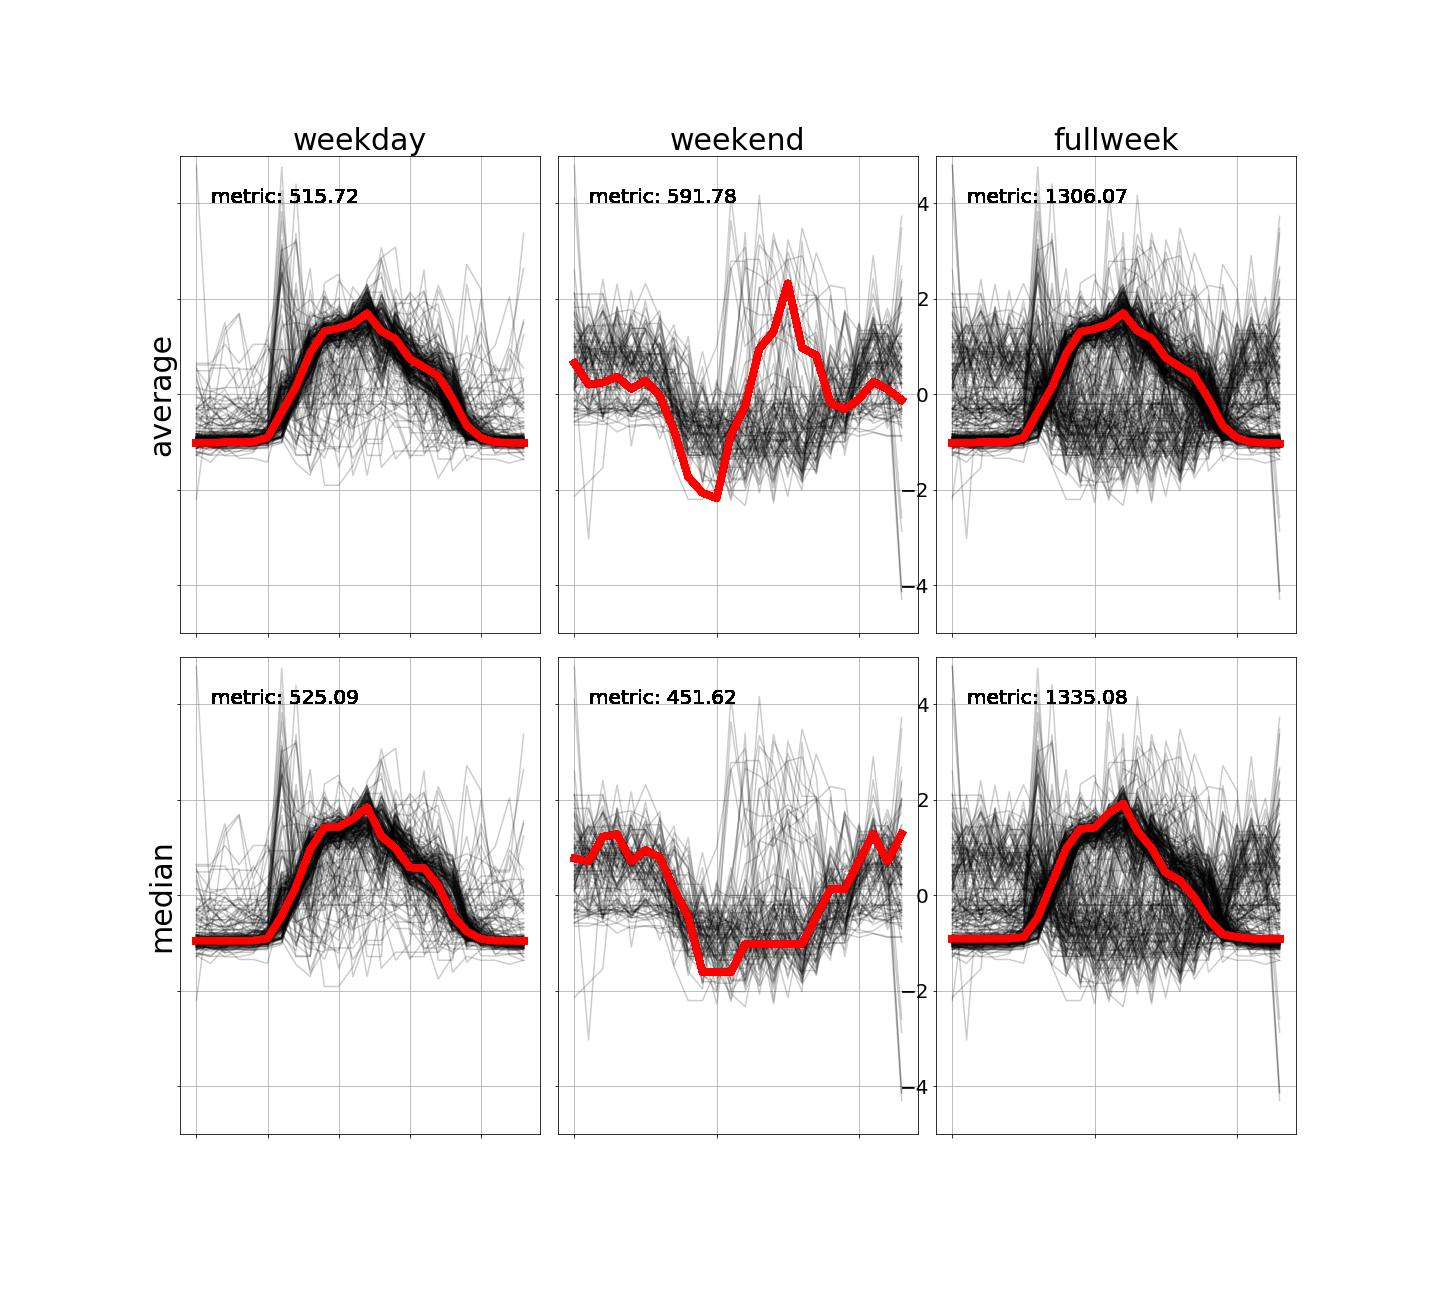 weekday weekend fullweek
metric: 515.72 metric: 591.78 metric: 1306.07
average
4
2
0
−2
−4
metric: 525.09 metric: 451.62 metric: 1335.08
median
4
2
0
−2
−4